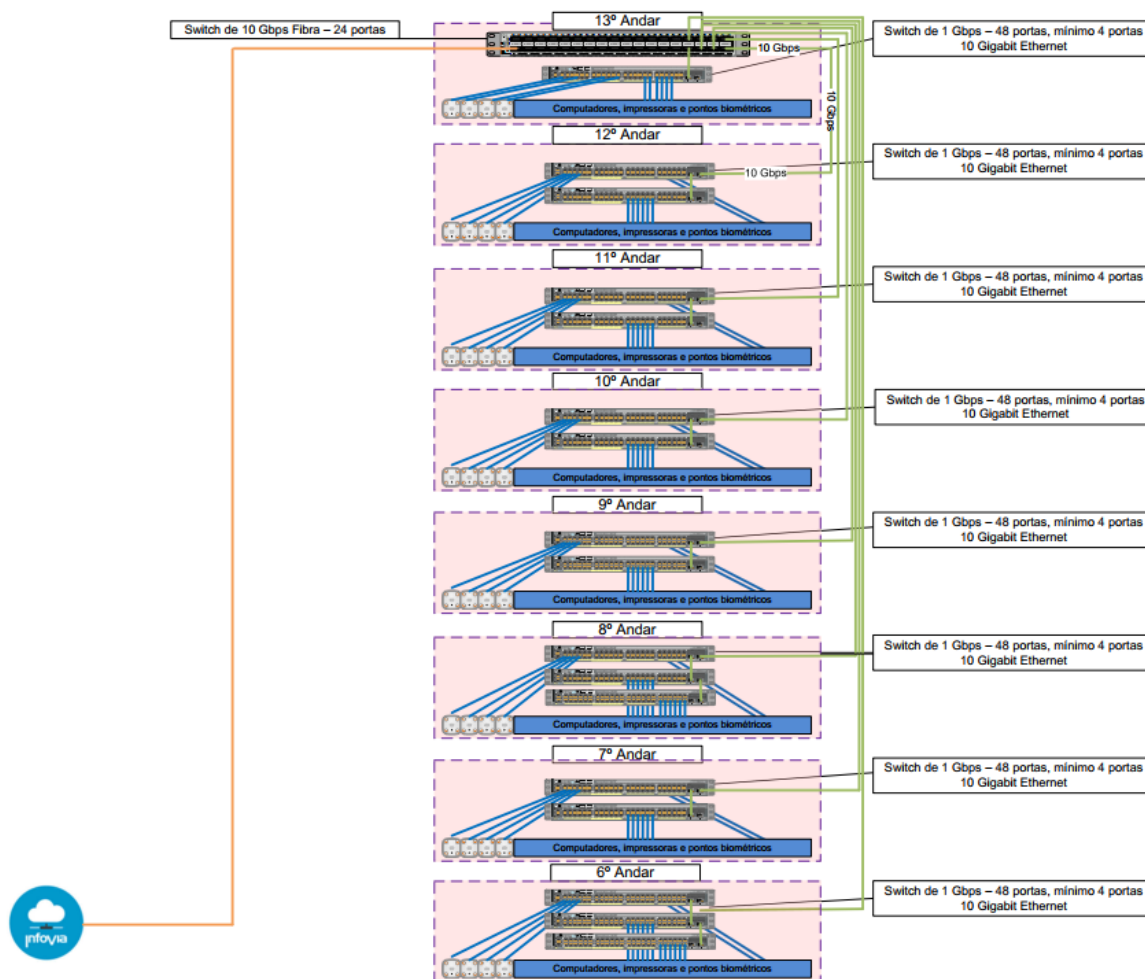 13º Andar
Switch de 10 Gbps Fibra – 24 portas
Switch de 1 Gbps – 48 portas, mínimo 4 portas
10 Gigabit Ethernet
10 Gbps
10 Gbps
Computadores, impressoras e pontos biométricos
12º Andar
Switch de 1 Gbps – 48 portas, mínimo 4 portas
10 Gigabit Ethernet
10 Gbps
Computadores, impressoras e pontos biométricos
11º Andar
Switch de 1 Gbps – 48 portas, mínimo 4 portas
10 Gigabit Ethernet
Computadores, impressoras e pontos biométricos
10º Andar
Switch de 1 Gbps – 48 portas, mínimo 4 portas
10 Gigabit Ethernet
Computadores, impressoras e pontos biométricos
9º Andar
Switch de 1 Gbps – 48 portas, mínimo 4 portas
10 Gigabit Ethernet
Computadores, impressoras e pontos biométricos
8º Andar
Switch de 1 Gbps – 48 portas, mínimo 4 portas
10 Gigabit Ethernet
Computadores, impressoras e pontos biométricos
7º Andar
Switch de 1 Gbps – 48 portas, mínimo 4 portas
10 Gigabit Ethernet
Computadores, impressoras e pontos biométricos
6º Andar
Switch de 1 Gbps – 48 portas, mínimo 4 portas
10 Gigabit Ethernet
infovia
Computadores, impressoras e pontos biométricos